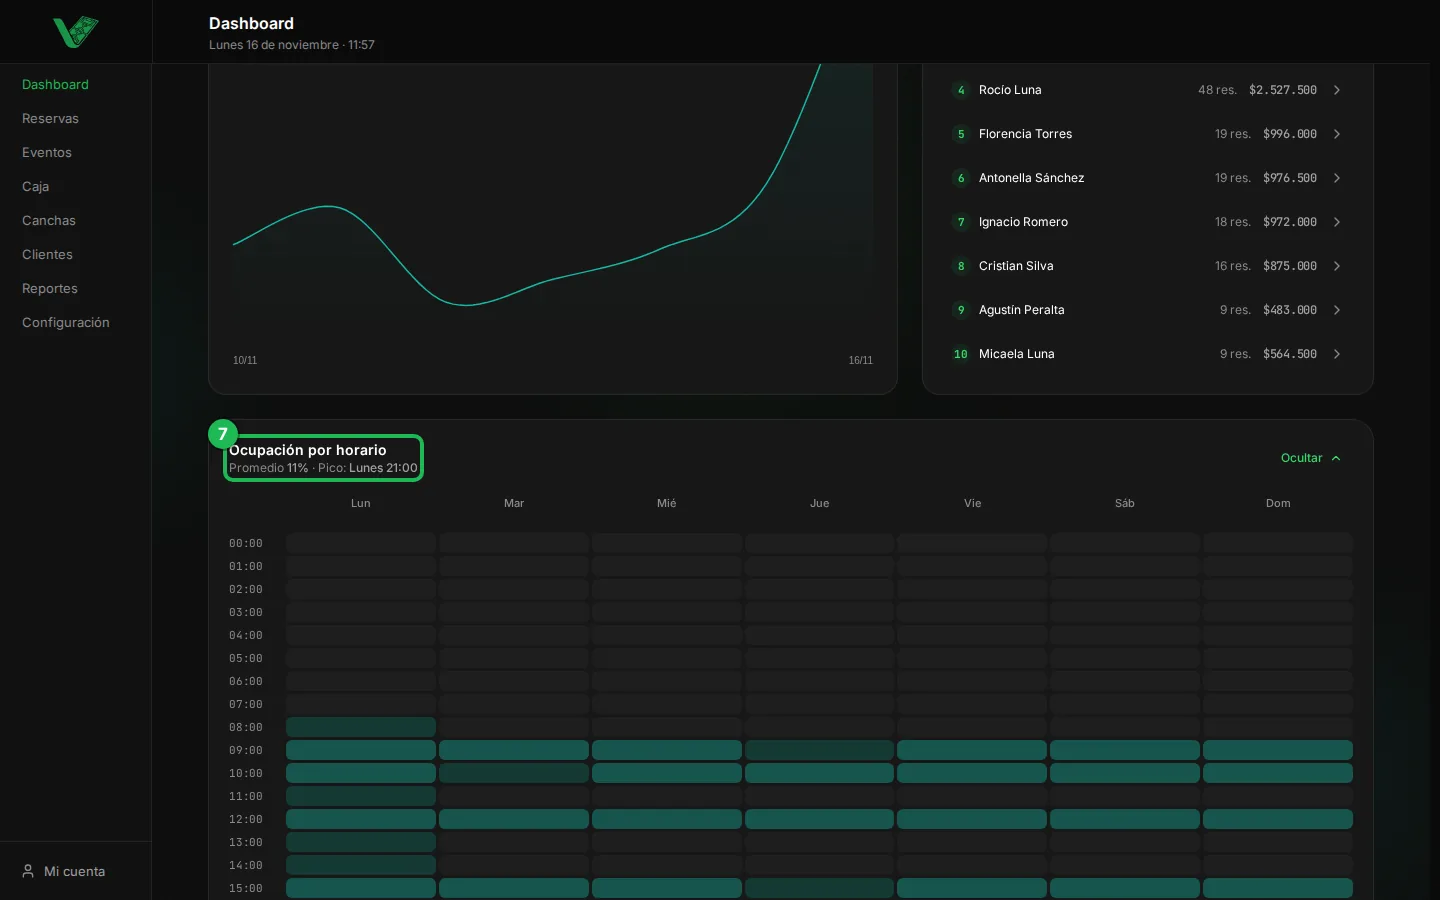 Dashboard
Lunes 16 de noviembre · 11:57
Dashboard
Reservas
Eventos
Caja
Canchas
Clientes
Reportes
Configuración
Mi cuenta
10/11
16/11
4 Rocío Luna 48 res. $2.527.500
5 Florencia Torres 19 res. $996.000
6 Antonella Sánchez 19 res. $976.500
7 Ignacio Romero 18 res. $972.000
8 Cristian Silva 16 res. $875.000
9 Agustín Peralta 9 res. $483.000
10 Micaela Luna 9 res. $564.500
7
Ocupación por horario
Promedio 11% · Pico: Lunes 21:00
Ocultar
Lun Mar Mié Jue Vie Sáb Dom
00:00
01:00
02:00
03:00
04:00
05:00
06:00
07:00
08:00
09:00
10:00
11:00
12:00
13:00
14:00
15:00